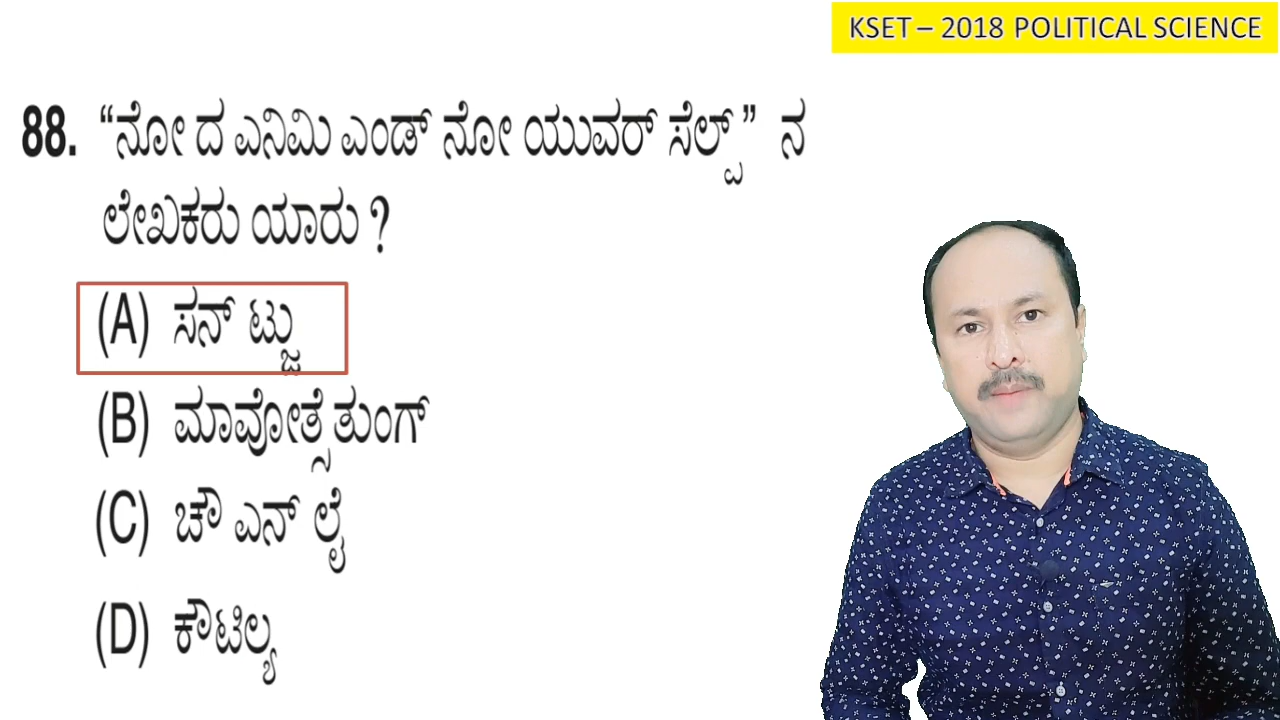 KSET – 2018 POLITICAL SCIENCE
88. “ನೋ ದ ಎನಿಮಿ ಎಂಡ್ ನೋ ಯುವರ್ ಸೆಲ್ಫ್” ನ
ಲೇಖಕರು ಯಾರು ?
(A) ಸನ್ ಟ್ಜು
(B) ಮಾವೋತ್ಸೆತುಂಗ್
(C) ಚೌ ಎನ್ ಲೈ
(D) ಕೌಟಿಲ್ಯ